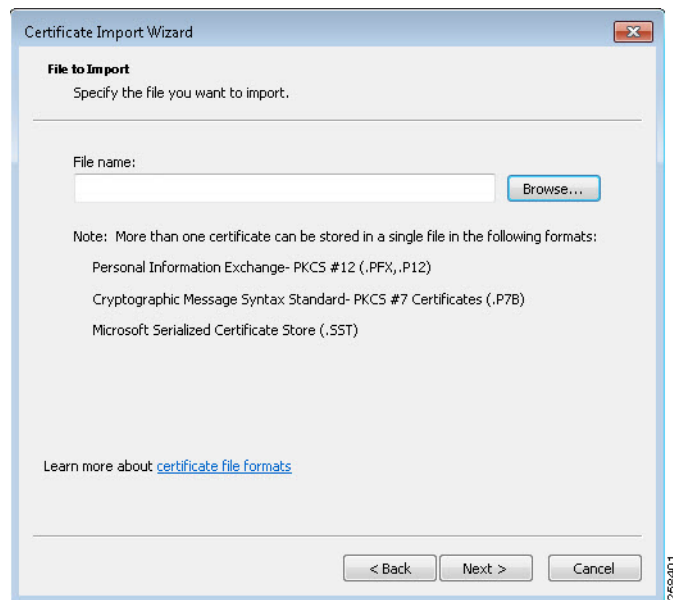 Certificate Import Wizard
File to Import
Specify the file you want to import.
File name:
Browse...
Note: More than one certificate can be stored in a single file in the following formats:
Personal Information Exchange- PKCS #12 (.PFX,.P12)
Cryptographic Message Syntax Standard- PKCS #7 Certificates (.P7B)
Microsoft Serialized Certificate Store (.SST)
Learn more about certificate file formats
< Back
Next >
Cancel
258401